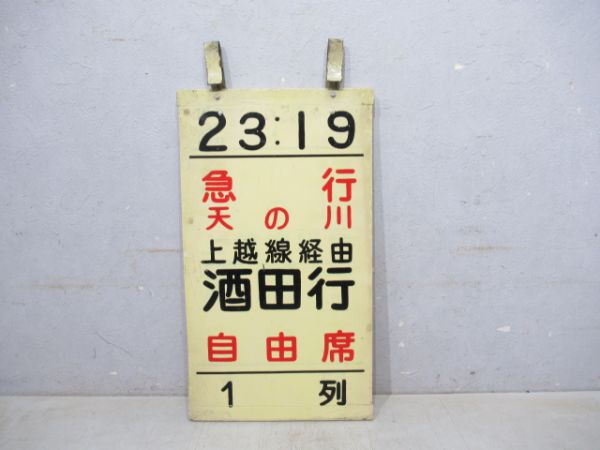 23:19
急行
天の川
上越線経由
酒田行
自由席
1列